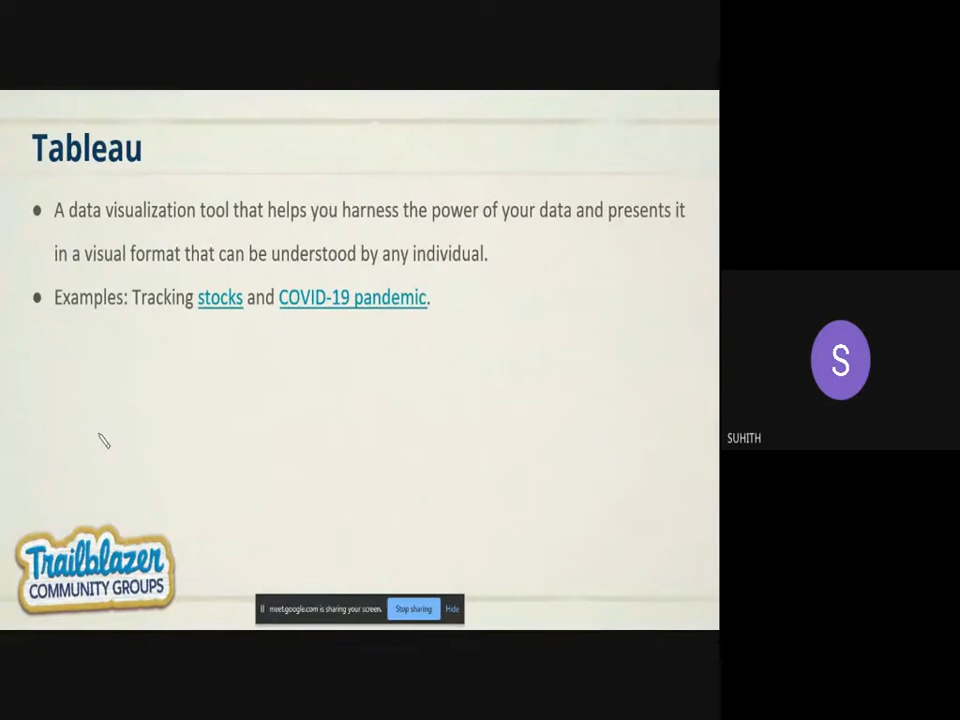 Tableau
● A data visualization tool that helps you harness the power of your data and presents it
in a visual format that can be understood by any individual.
● Examples: Tracking stocks and COVID-19 pandemic.
S
SUHITH
Trailblazer
COMMUNITY GROUPS
meet.google.com is sharing your screen. Stop sharing Hide